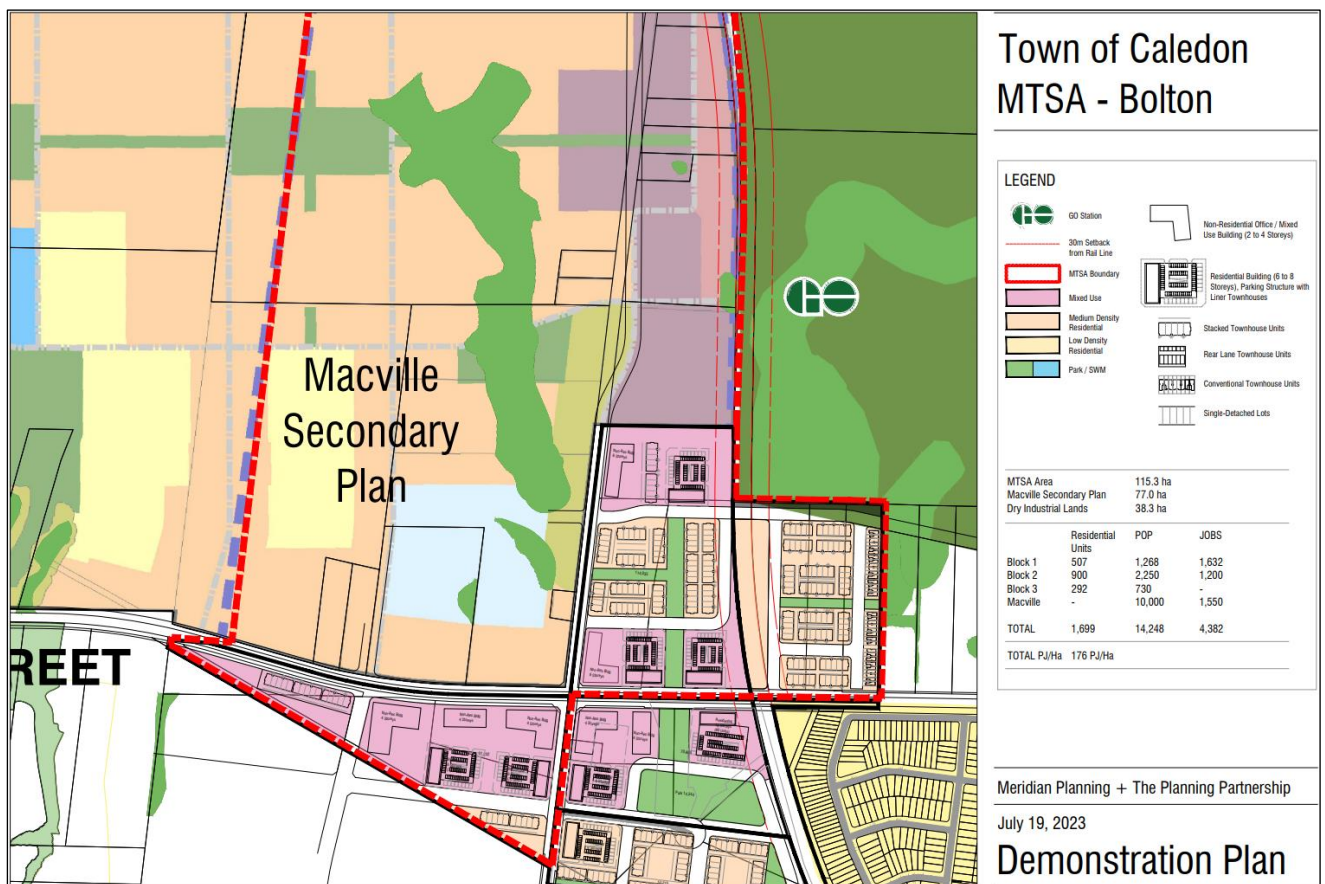 Macville
Secondary
Plan
GO
REET
Town of Caledon
MTSA - Bolton
LEGEND
GO
GO Station
30m Setback
from Rail Line
MTSA Boundary
Mixed Use
Medium Density
Residential
Low Density
Residential
Park / SWM
Non-Residential Office / Mixed
Use Building (2 to 4 Storeys)
Residential Building (6 to 8
Storeys), Parking Structure with
Liner Townhouses
Stacked Townhouse Units
Rear Lane Townhouse Units
Conventional Townhouse Units
Single-Detached Lots
MTSA Area 115.3 ha
Macville Secondary Plan 77.0 ha
Dry Industrial Lands 38.3 ha
Residential POP JOBS
Units
Block 1 507 1,268 1,632
Block 2 900 2,250 1,200
Block 3 292 730 -
Macville - 10,000 1,550
TOTAL 1,699 14,248 4,382
TOTAL PJ/Ha 176 PJ/Ha
Meridian Planning + The Planning Partnership
July 19, 2023
Demonstration Plan